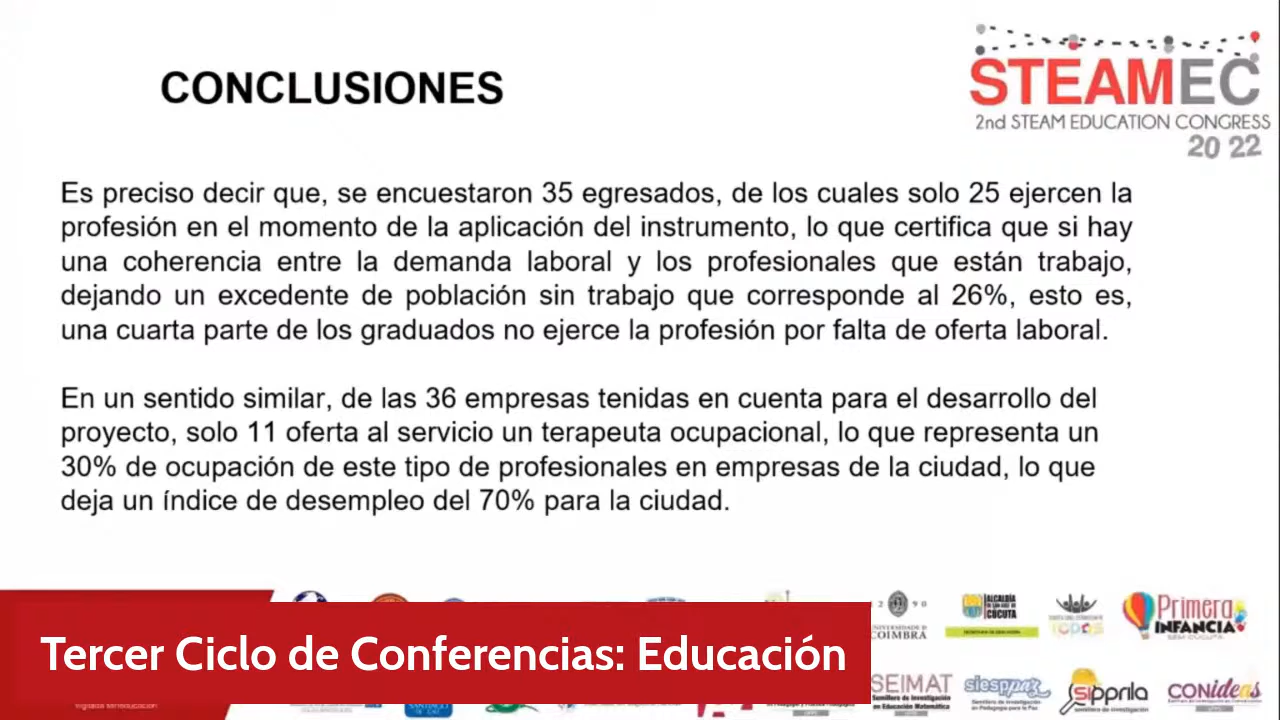 CONCLUSIONES
STEAMEC
2nd STEAM EDUCATION CONGRESS
20 22
Es preciso decir que, se encuestaron 35 egresados, de los cuales solo 25 ejercen la
profesión en el momento de la aplicación del instrumento, lo que certifica que si hay
una coherencia entre la demanda laboral y los profesionales que están trabajo,
dejando un excedente de población sin trabajo que corresponde al 26%, esto es,
una cuarta parte de los graduados no ejerce la profesión por falta de oferta laboral.
En un sentido similar, de las 36 empresas tenidas en cuenta para el desarrollo del
proyecto, solo 11 oferta al servicio un terapeuta ocupacional, lo que representa un
30% de ocupación de este tipo de profesionales en empresas de la ciudad, lo que
deja un índice de desempleo del 70% para la ciudad.
Tercer Ciclo de Conferencias: Educación
COIMBRA
ALCALDÍA
CÚCUTA
Primera
INFANCIA
SEIMAT
Semillero de Investigación
en Educación Matemática
siesppaz
sipprila
CONideas